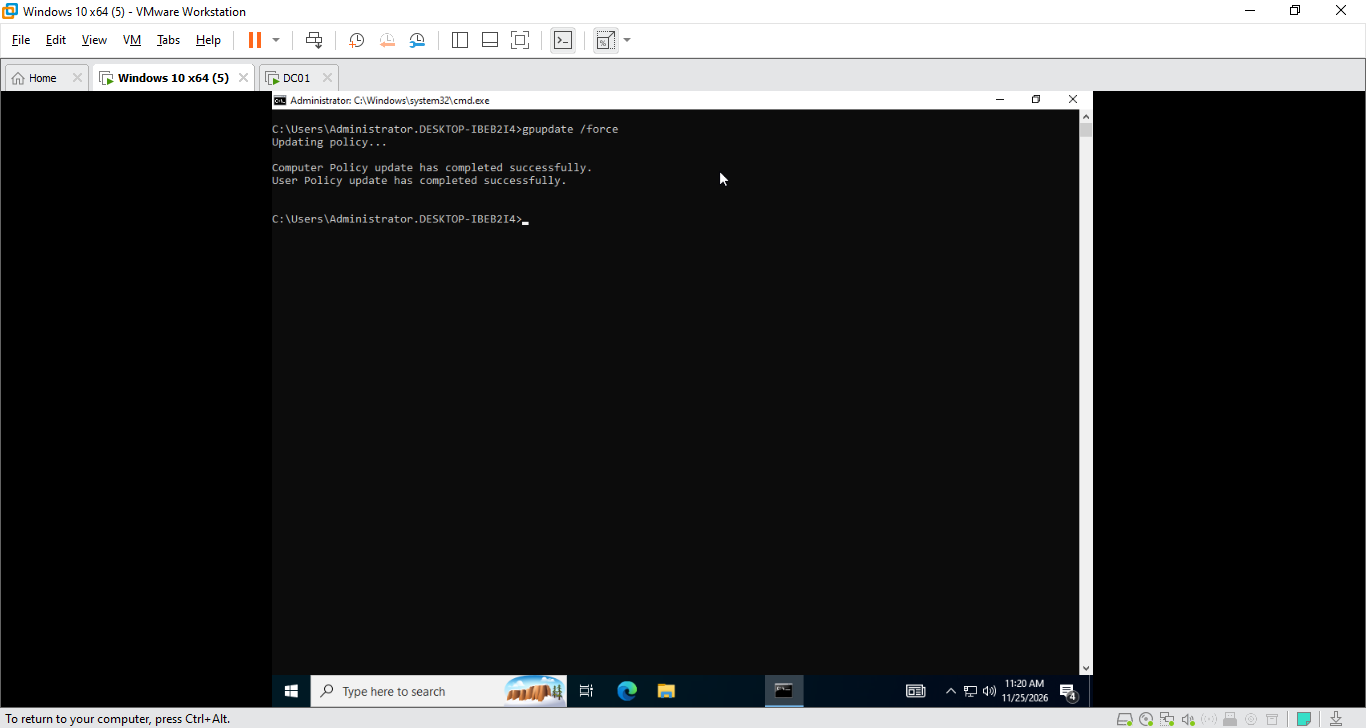 Windows 10 x64 (5) - VMware Workstation
File Edit View VM Tabs Help
Home Windows 10 x64 (5) DC01
Administrator: C:\Windows\system32\cmd.exe
C:\Users\Administrator.DESKTOP-IBEB2I4>gpupdate /force
Updating policy...
Computer Policy update has completed successfully.
User Policy update has completed successfully.
C:\Users\Administrator.DESKTOP-IBEB2I4>
Type here to search
11:20 AM
11/25/2026
4
To return to your computer, press Ctrl+Alt.